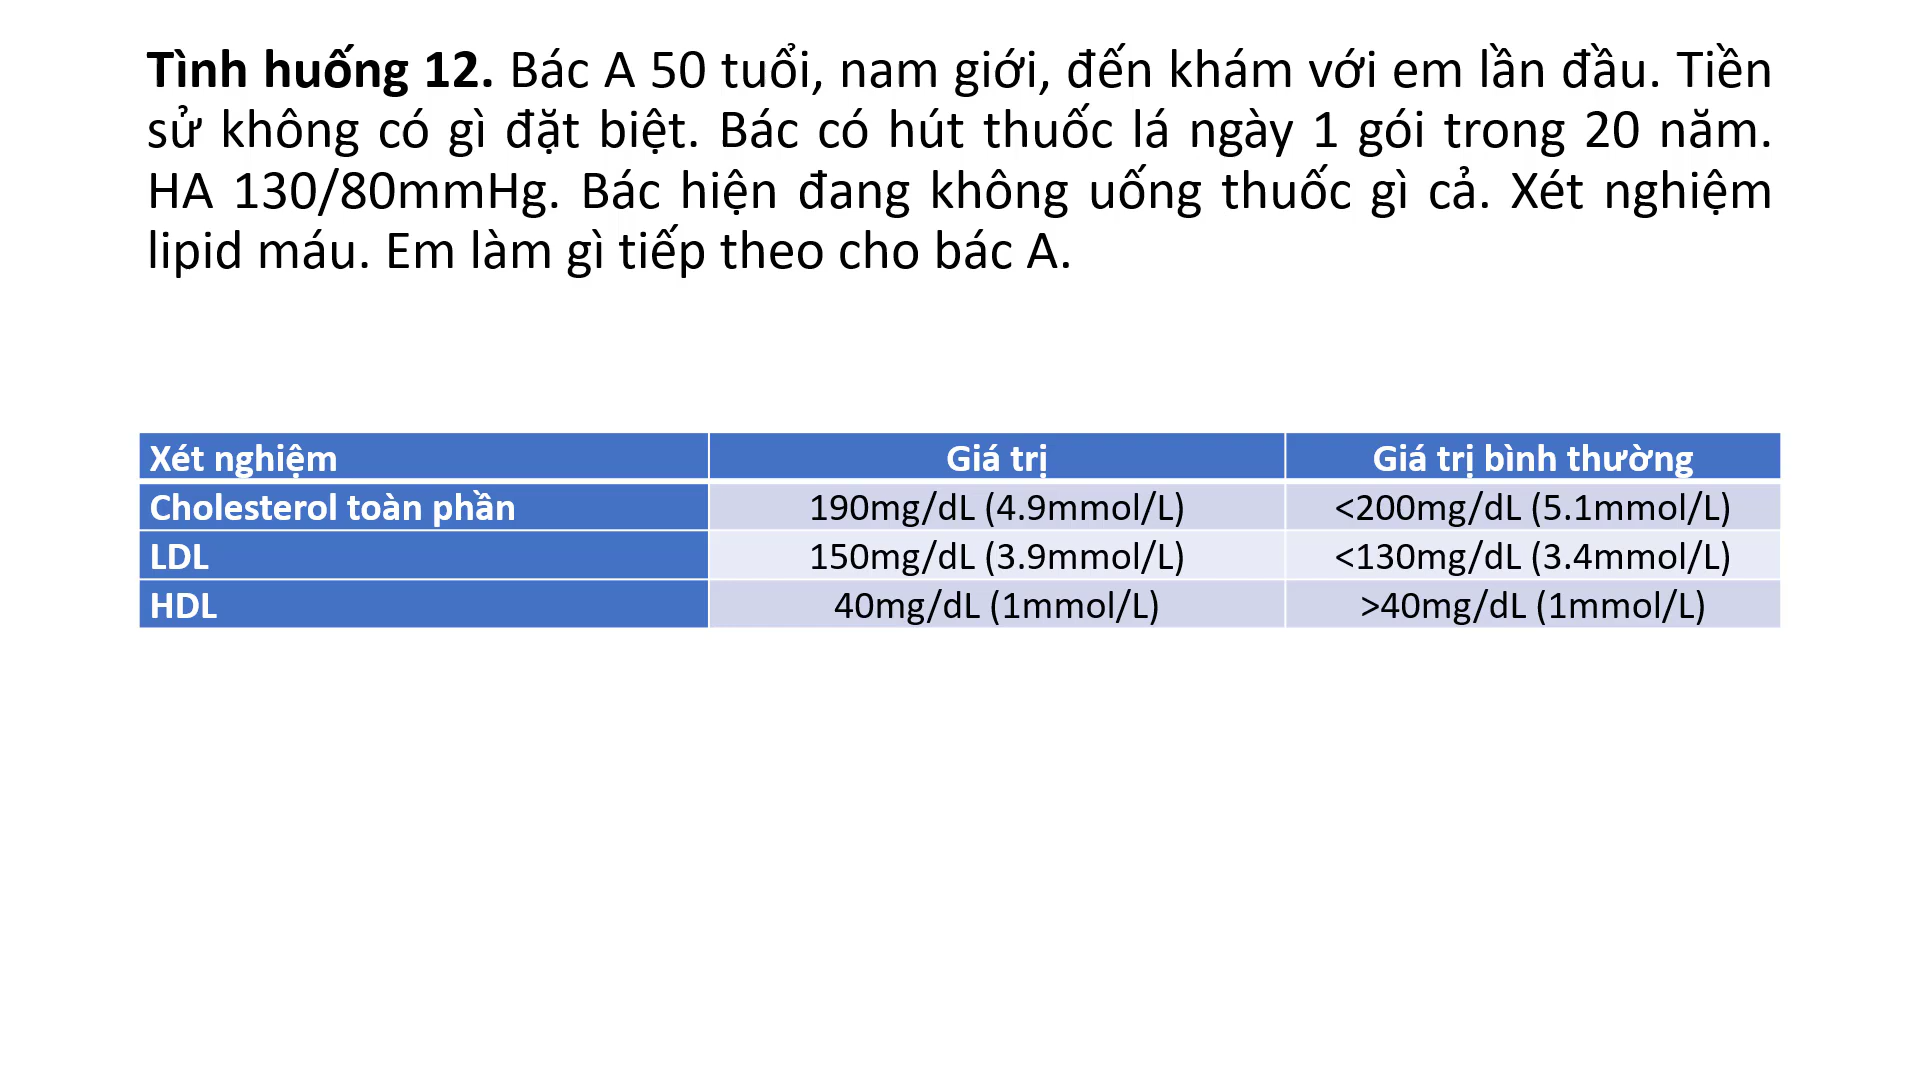 Tình huống 12. Bác A 50 tuổi, nam giới, đến khám với em lần đầu. Tiền
sử không có gì đặt biệt. Bác có hút thuốc lá ngày 1 gói trong 20 năm.
HA 130/80mmHg. Bác hiện đang không uống thuốc gì cả. Xét nghiệm
lipid máu. Em làm gì tiếp theo cho bác A.
Xét nghiệm Giá trị Giá trị bình thường
Cholesterol toàn phần 190mg/dL (4.9mmol/L) <200mg/dL (5.1mmol/L)
LDL 150mg/dL (3.9mmol/L) <130mg/dL (3.4mmol/L)
HDL 40mg/dL (1mmol/L) >40mg/dL (1mmol/L)